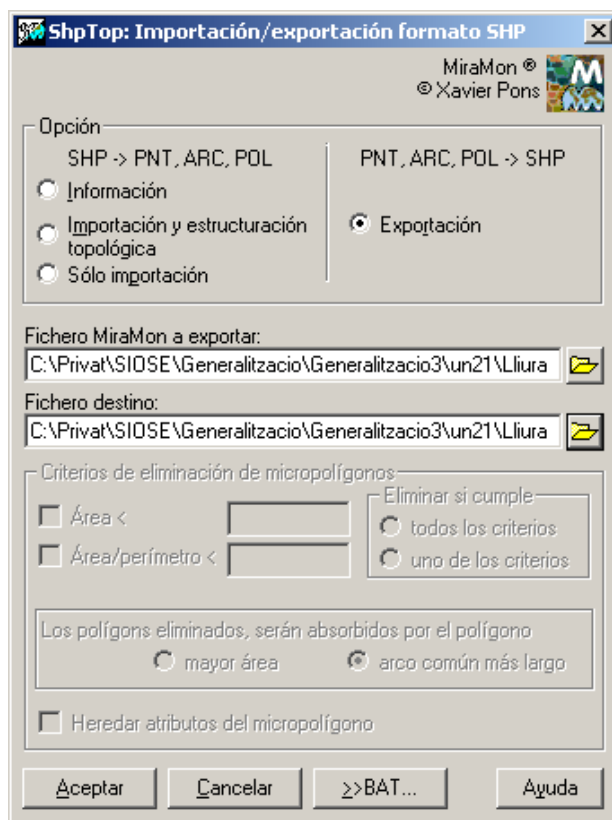 ShpTop: Importación/exportación formato SHP
MiraMon ®
© Xavier Pons
Opción
SHP -> PNT, ARC, POL
PNT, ARC, POL -> SHP
Información
Importación y estructuración
topológica
Exportación
Sólo importación
Fichero MiraMon a exportar:
C:\Privat\SIOSE\Generalitzacio\Generalitzacio3\un21\Lliura
Fichero destino:
C:\Privat\SIOSE\Generalitzacio\Generalitzacio3\un21\Lliura
Criterios de eliminación de micropolígonos
Área <
Área/perímetro <
Eliminar si cumple
todos los criterios
uno de los criterios
Los polígons eliminados, serán absorbidos por el polígono
mayor área
arco común más largo
Heredar atributos del micropolígono
Aceptar
Cancelar
>>BAT...
Ayuda